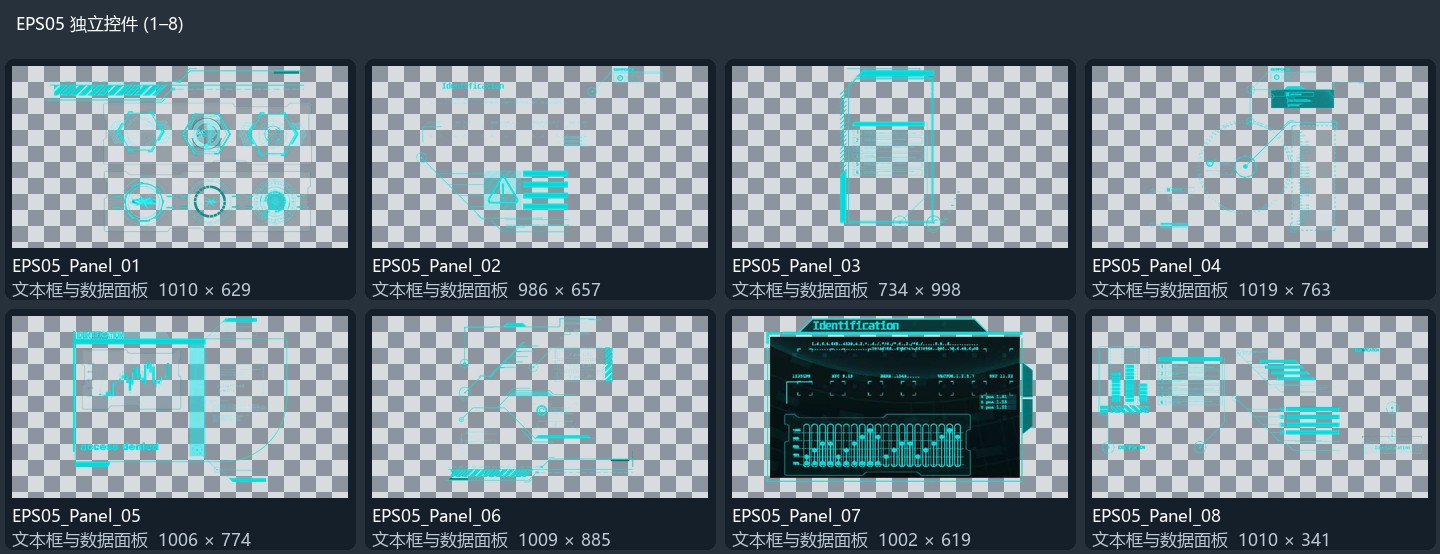 EPS05 独立控件 (1–8)
Identification
EPS05_Panel_01
文本框与数据面板 1010 × 629
EPS05_Panel_02
文本框与数据面板 986 × 657
EPS05_Panel_03
文本框与数据面板 734 × 998
EPS05_Panel_04
文本框与数据面板 1019 × 763
access denied
Identification
EPS05_Panel_05
文本框与数据面板 1006 × 774
EPS05_Panel_06
文本框与数据面板 1009 × 885
EPS05_Panel_07
文本框与数据面板 1002 × 619
EPS05_Panel_08
文本框与数据面板 1010 × 341